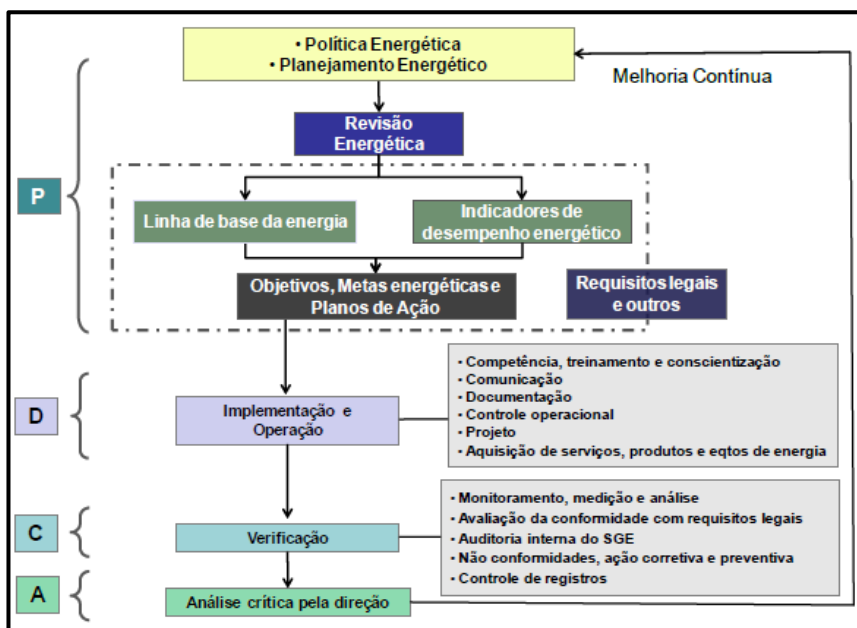 • Política Energética
• Planejamento Energético
Melhoria Contínua
Revisão
Energética
P
Linha de base da energia
Indicadores de
desempenho energético
Objetivos, Metas energéticas e
Planos de Ação
Requisitos legais
e outros
D
Implementação e
Operação
• Competência, treinamento e conscientização
• Comunicação
• Documentação
• Controle operacional
• Projeto
• Aquisição de serviços, produtos e eqtos de energia
C
Verificação
• Monitoramento, medição e análise
• Avaliação da conformidade com requisitos legais
• Auditoria interna do SGE
• Não conformidades, ação corretiva e preventiva
• Controle de registros
A
Análise crítica pela direção